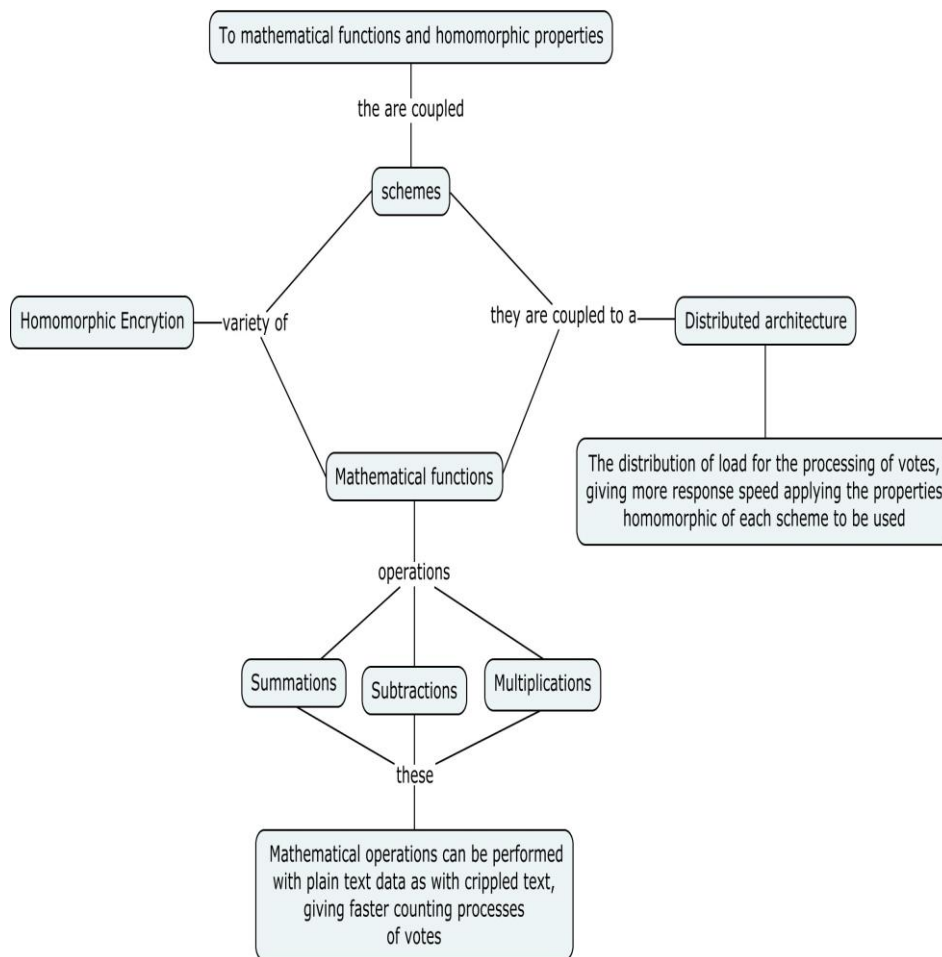 To mathematical functions and homomorphic properties
the are coupled
schemes
Homomorphic Encrytion
variety of
they are coupled to a
Distributed architecture
Mathematical functions
The distribution of load for the processing of votes,
giving more response speed applying the properties
homomorphic of each scheme to be used
operations
Summations
Subtractions
Multiplications
these
Mathematical operations can be performed
with plain text data as with crippled text,
giving faster counting processes
of votes